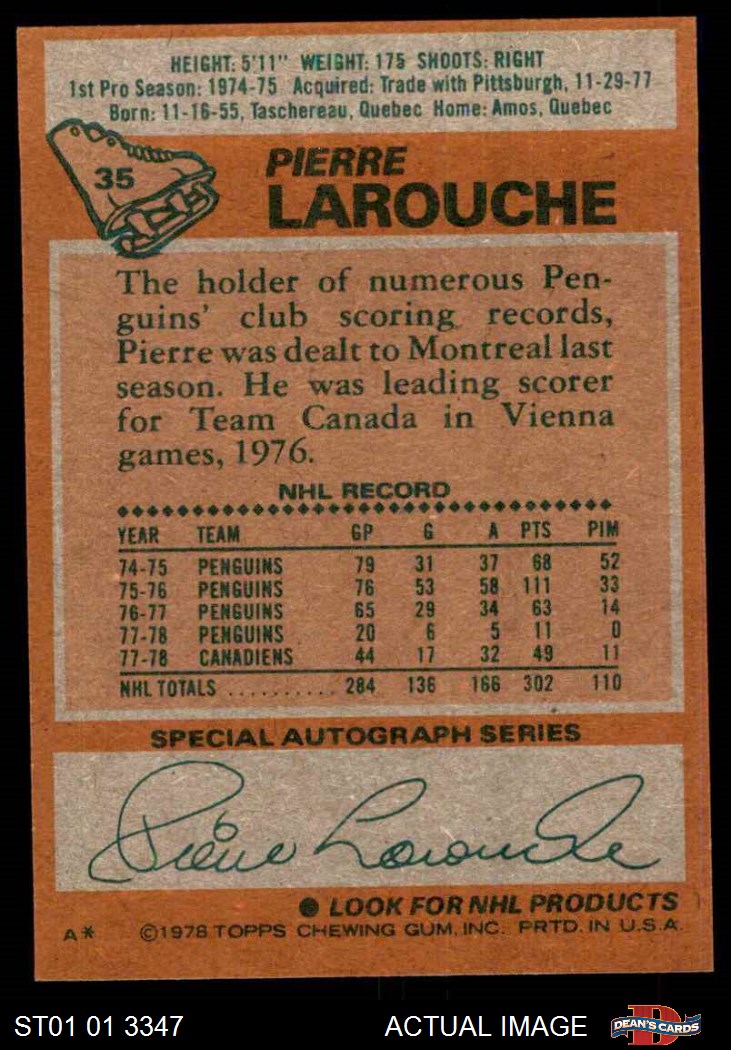 HEIGHT: 5'11" WEIGHT: 175 SHOOTS: RIGHT
1st Pro Season: 1974-75 Acquired: Trade with Pittsburgh, 11-29-77
Born: 11-16-55, Taschereau, Quebec Home: Amos, Quebec
35
PIERRE
LAROUCHE
The holder of numerous Pen-
guins' club scoring records,
Pierre was dealt to Montreal last
season. He was leading scorer
for Team Canada in Vienna
games, 1976.
NHL RECORD
YEAR TEAM GP G A PTS PIM
74-75 PENGUINS 79 31 37 68 52
75-76 PENGUINS 76 53 58 111 33
76-77 PENGUINS 65 29 34 63 14
77-78 PENGUINS 20 6 5 11 0
77-78 CANADIENS 44 17 32 49 11
NHL TOTALS .......... 284 136 166 302 110
SPECIAL AUTOGRAPH SERIES
Pierre Larouche
● LOOK FOR NHL PRODUCTS
A* ©1978 TOPPS CHEWING GUM, INC. PRTD. IN U.S.A.
ST01 01 3347 ACTUAL IMAGE D DEAN'S CARDS